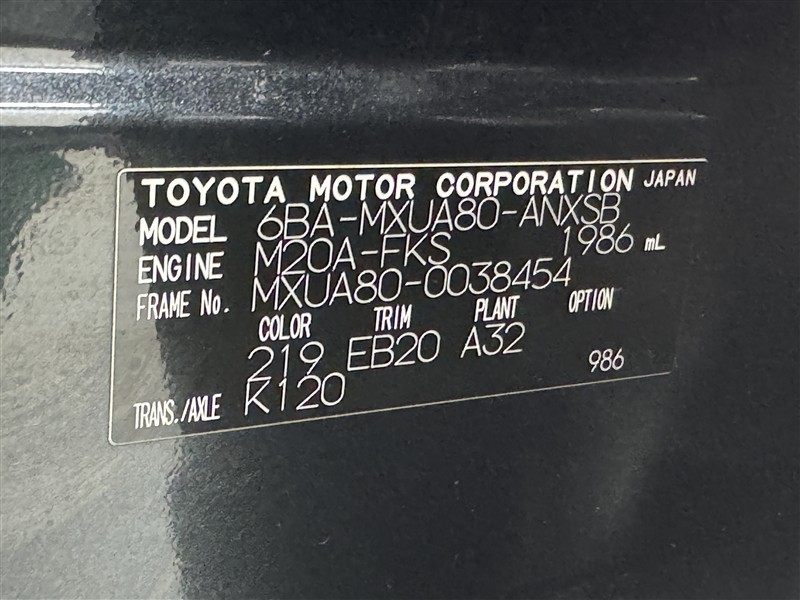 TOYOTA MOTOR CORPORATION JAPAN
MODEL 6BA-MXUA80-ANXSB
ENGINE M20A-FKS 1986 mL
FRAME No. MXUA80-0038454
COLOR TRIM PLANT OPTION
219 EB20 A32
TRANS./AXLE K120 986